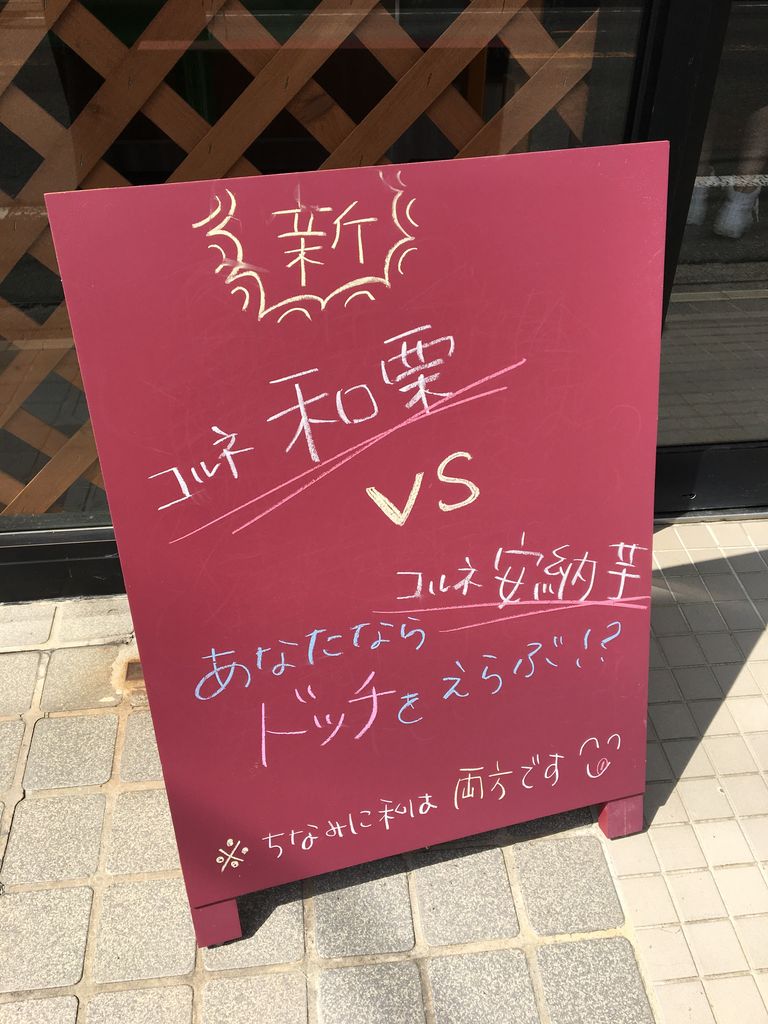 新
コルネ 和栗
VS
コルネ 安納芋
あなたなら
ドッチをえらぶ!?
※ ちなみに私は 両方です